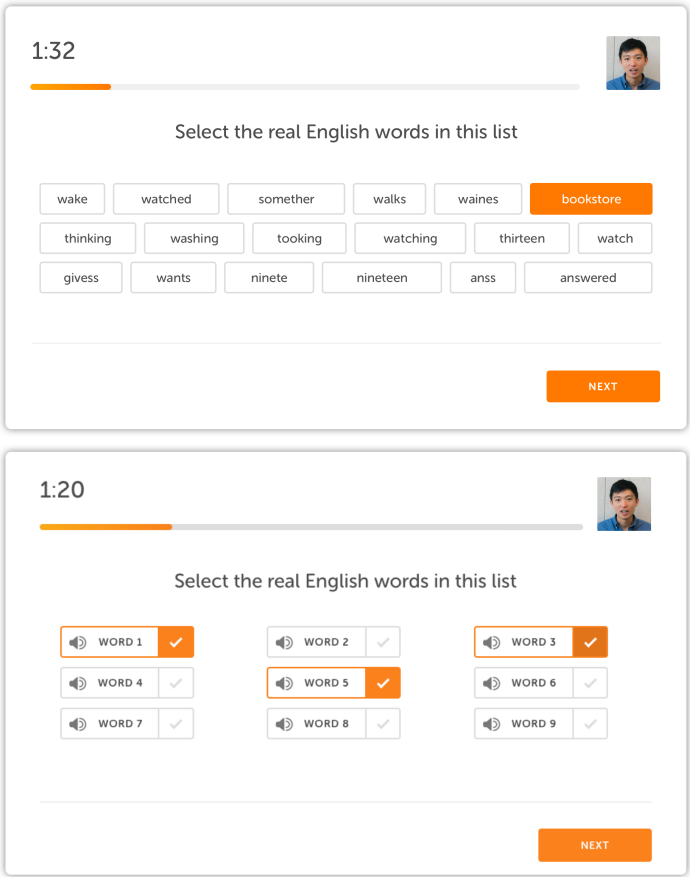 1:32
Select the real English words in this list
wake watched somether walks waines bookstore
thinking washing tooking watching thirteen watch
givess wants ninete nineteen anss answered
NEXT
1:20
Select the real English words in this list
WORD 1 WORD 2 WORD 3
WORD 4 WORD 5 WORD 6
WORD 7 WORD 8 WORD 9
NEXT